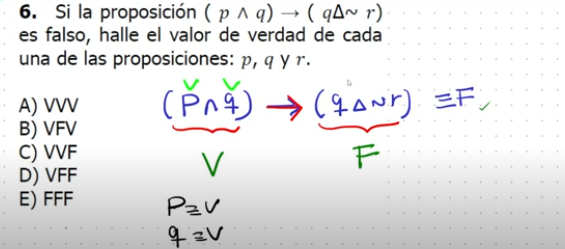 6. Si la proposición ( p ∧ q) → ( qΔ~ r)
es falso, halle el valor de verdad de cada
una de las proposiciones: p, q y r.
A) VVV
B) VFV
C) VVF
D) VFF
E) FFF
V V
(P∧q) → (q Δ ~r) ≡F
V F
P≡V
q≡V